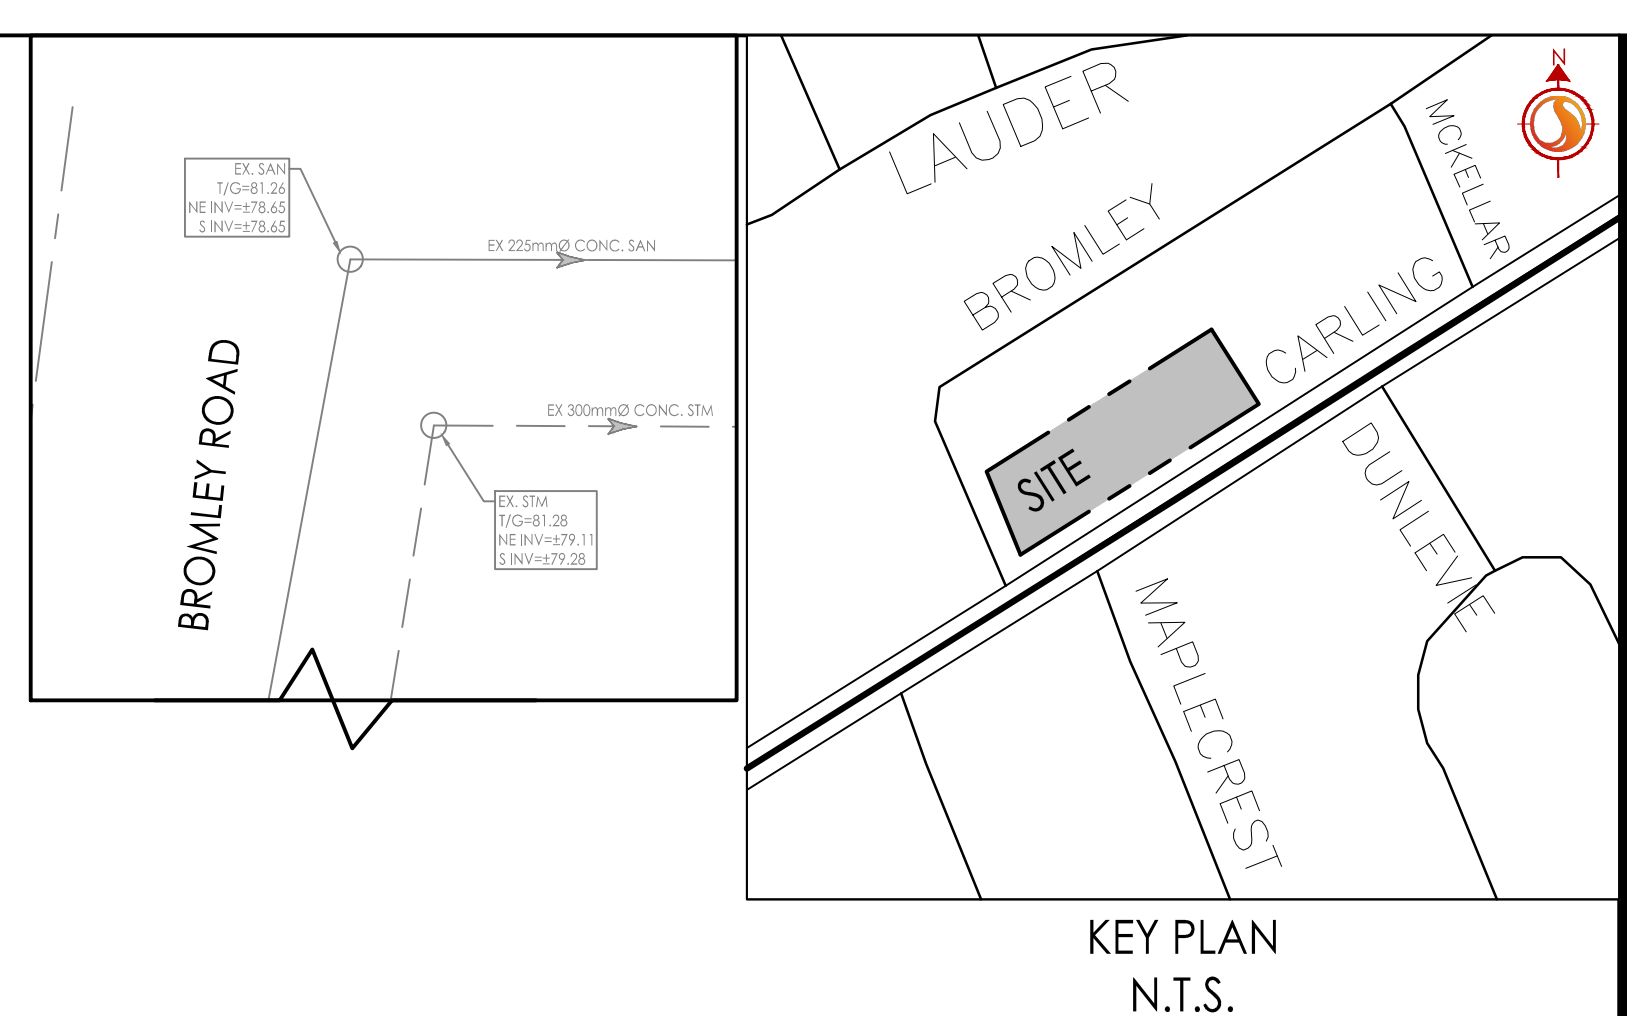 EX. SAN
T/G=81.26
NE INV=±78.65
S INV=±78.65
EX 225mmØ CONC. SAN
BROMLEY ROAD
EX 300mmØ CONC. STM
EX. STM
T/G=81.28
NE INV=±79.11
S INV=±79.28
N
LAUDER
MCKELLAR
BROMLEY
CARLING
SITE
DUNLEVIE
MAPLECREST
KEY PLAN
N.T.S.